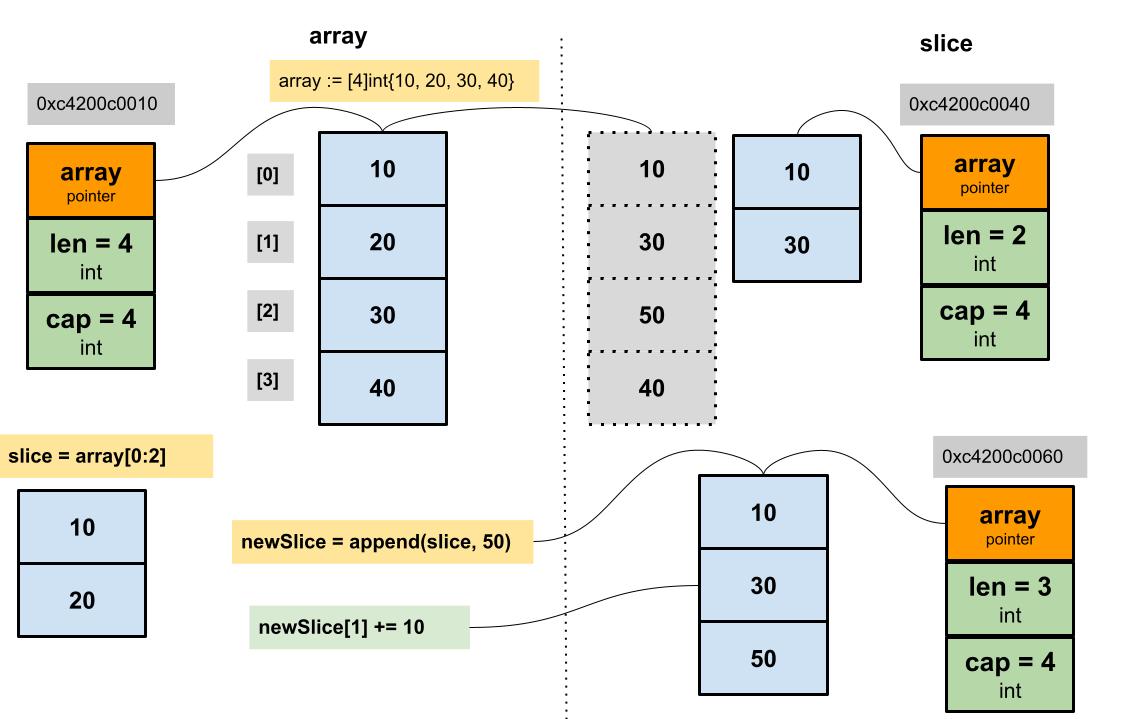 array
slice
array := [4]int{10, 20, 30, 40}
0xc4200c0010
0xc4200c0040
array
pointer
len = 4
int
cap = 4
int
[0]
[1]
[2]
[3]
10
20
30
40
10
30
50
40
10
30
array
pointer
len = 2
int
cap = 4
int
slice = array[0:2]
10
20
newSlice = append(slice, 50)
newSlice[1] += 10
10
30
50
0xc4200c0060
array
pointer
len = 3
int
cap = 4
int